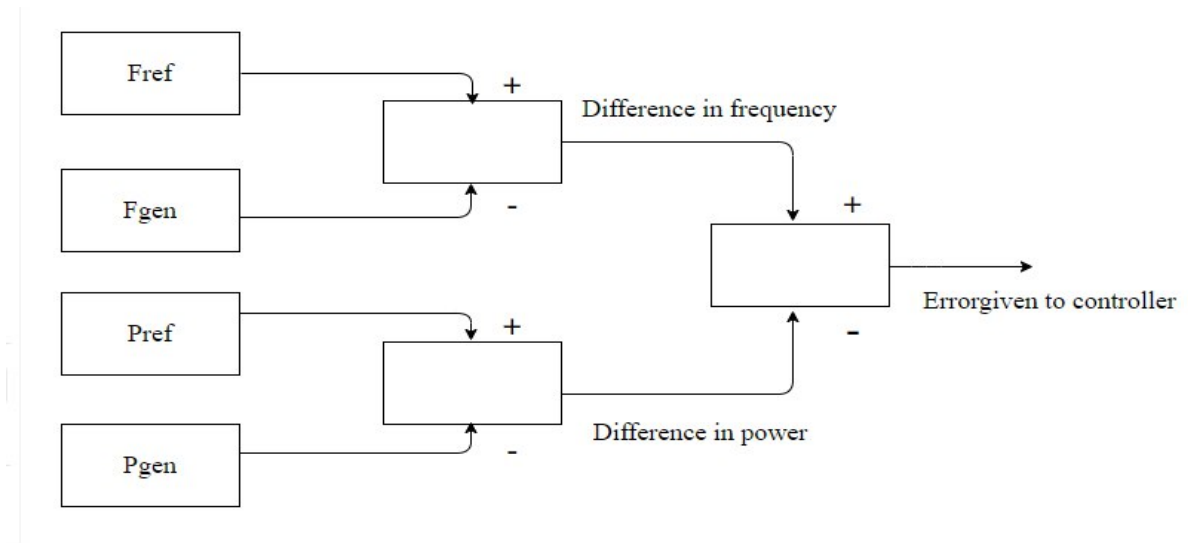 Fref
+
Difference in frequency
Fgen
-
+
Pref
+
Errorgiven to controller
-
Difference in power
Pgen
-